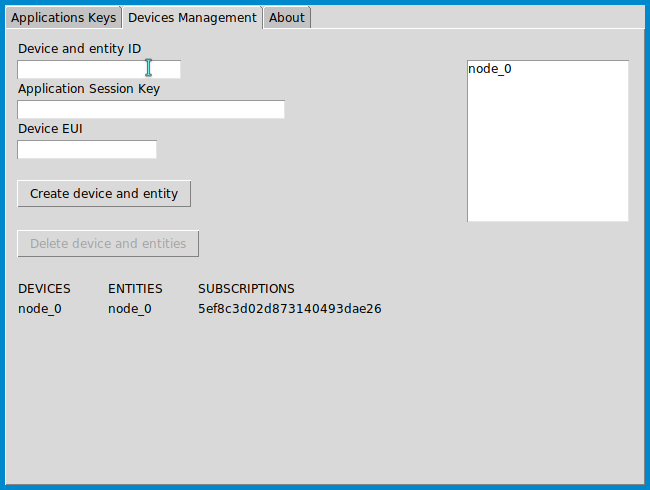 Applications Keys Devices Management About
Device and entity ID
node_0
Application Session Key
Device EUI
Create device and entity
Delete device and entities
DEVICES ENTITIES SUBSCRIPTIONS
node_0 node_0 5ef8c3d02d873140493dae26